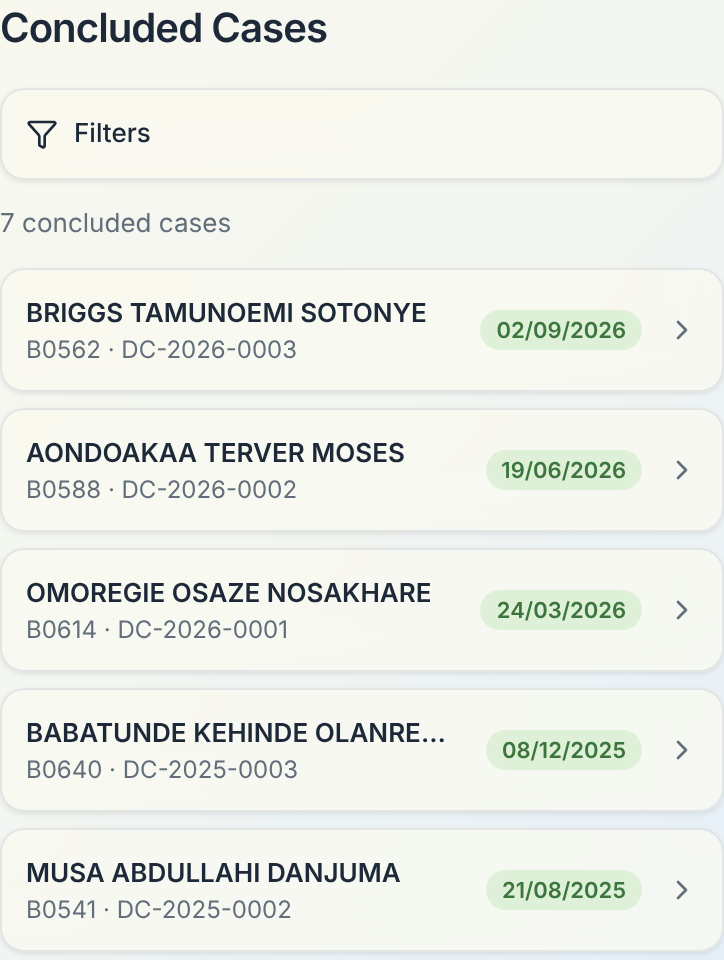 Concluded Cases
Filters
7 concluded cases
BRIGGS TAMUNOEMI SOTONYE
B0562 · DC-2026-0003
02/09/2026
AONDOAKAA TERVER MOSES
B0588 · DC-2026-0002
19/06/2026
OMOREGIE OSAZE NOSAKHARE
B0614 · DC-2026-0001
24/03/2026
BABATUNDE KEHINDE OLANRE...
B0640 · DC-2025-0003
08/12/2025
MUSA ABDULLAHI DANJUMA
B0541 · DC-2025-0002
21/08/2025